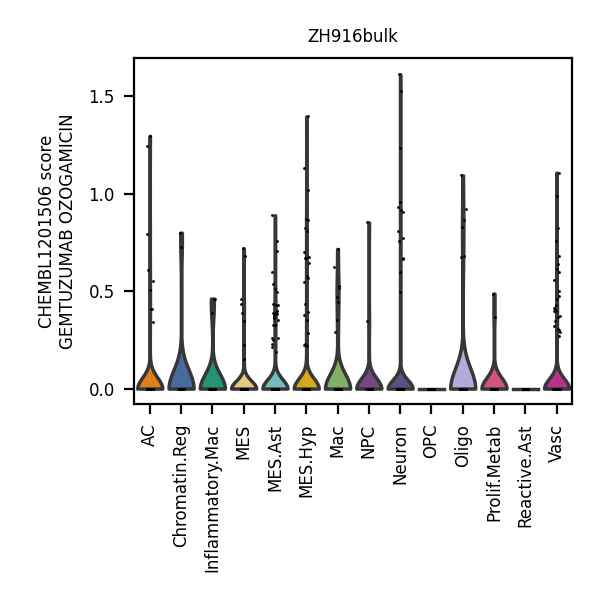 ZH916bulk
CHEMBL1201506 score
GEMTUZUMAB OZOGAMICIN
1.5
1.0
0.5
0.0
AC
Chromatin.Reg
Inflammatory.Mac
MES
MES.Ast
MES.Hyp
Mac
NPC
Neuron
OPC
Oligo
Prolif.Metab
Reactive.Ast
Vasc